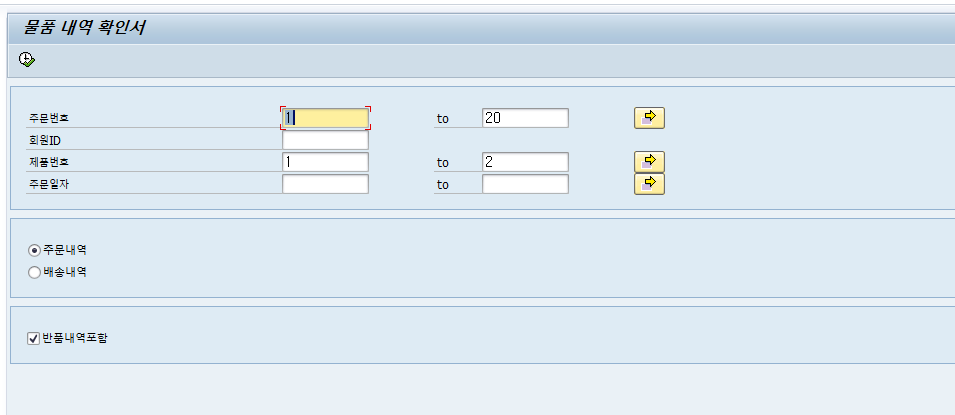 물품 내역 확인서
주문번호 1 to 20
회원ID
제품번호 1 to 2
주문일자 to
주문내역
배송내역
반품내역포함